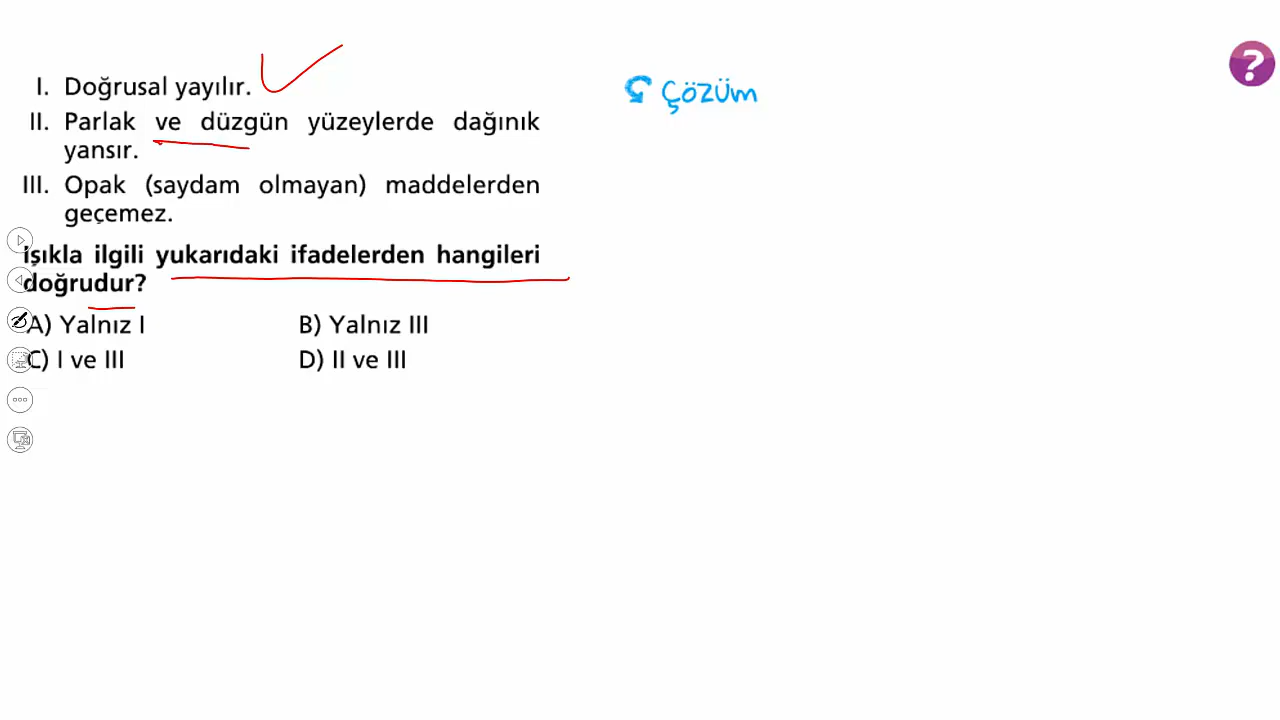 I. Doğrusal yayılır.
II. Parlak ve düzgün yüzeylerde dağınık
yansır.
III. Opak (saydam olmayan) maddelerden
geçemez.
Işıkla ilgili yukarıdaki ifadelerden hangileri
doğrudur?
A) Yalnız I B) Yalnız III
C) I ve III D) II ve III
Çözüm
?